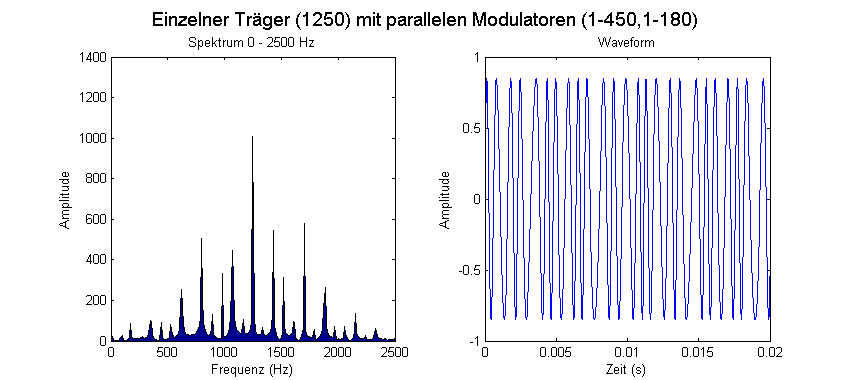 Einzelner Träger (1250) mit parallelen Modulatoren (1-450,1-180)
Spektrum 0 - 2500 Hz
Amplitude
1400
1200
1000
800
600
400
200
0
0 500 1000 1500 2000 2500
Frequenz (Hz)
Waveform
Amplitude
1
0.5
0
-0.5
-1
0 0.005 0.01 0.015 0.02
Zeit (s)